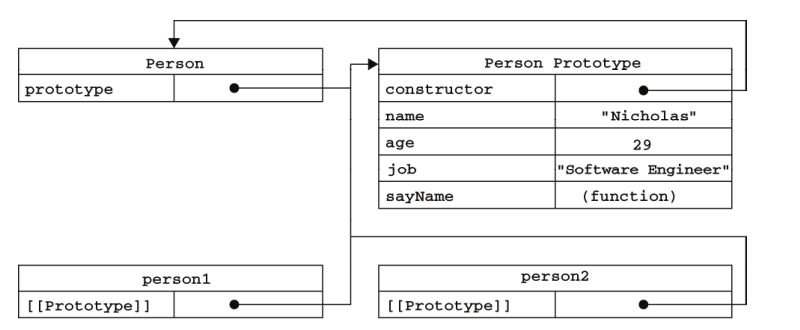 Person
prototype
Person Prototype
constructor
name "Nicholas"
age 29
job "Software Engineer"
sayName (function)
person1
[[Prototype]]
person2
[[Prototype]]